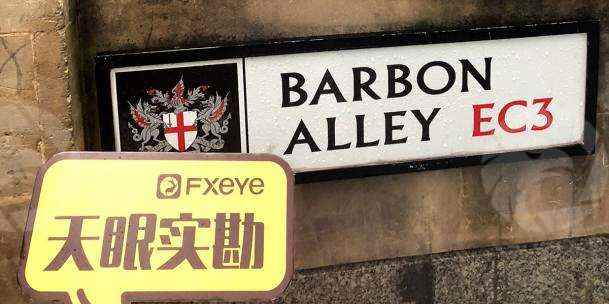 BARBON
ALLEY EC3
FXEYE
天眼实勘